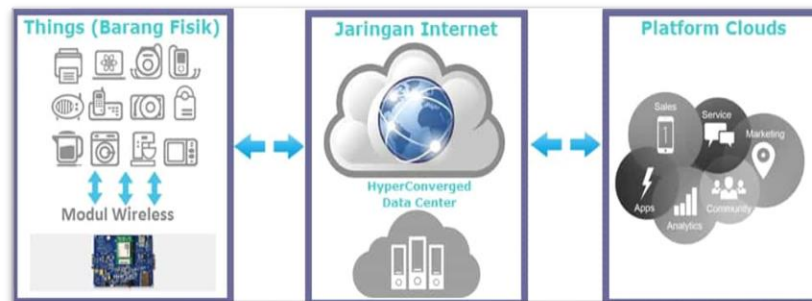 Things (Barang Fisik)
Modul Wireless
Jaringan Internet
HyperConverged
Data Center
Platform Clouds
Sales
Service
Marketing
Apps
Analytics
Community